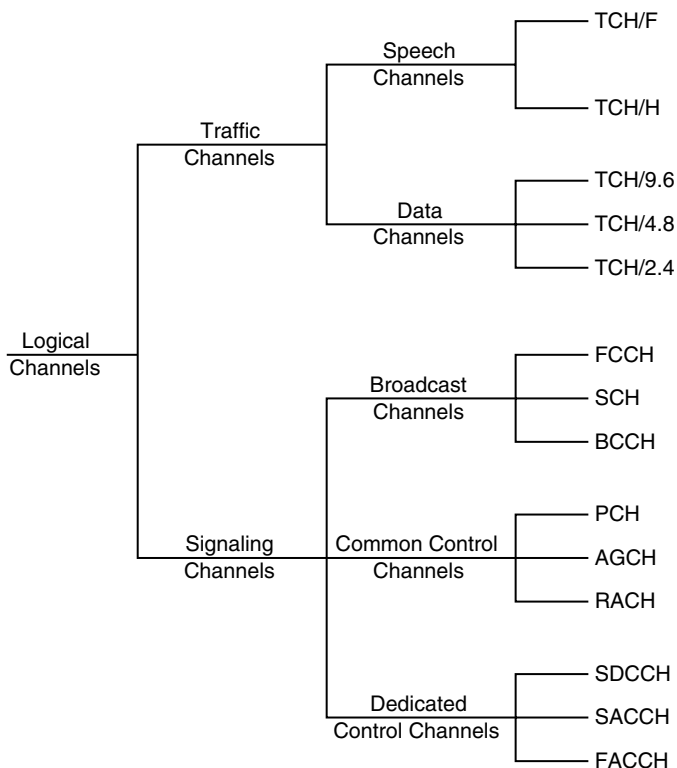 Logical
Channels
Traffic
Channels
Speech
Channels
TCH/F
TCH/H
Data
Channels
TCH/9.6
TCH/4.8
TCH/2.4
Signaling
Channels
Broadcast
Channels
FCCH
SCH
BCCH
Common Control
Channels
PCH
AGCH
RACH
Dedicated
Control Channels
SDCCH
SACCH
FACCH